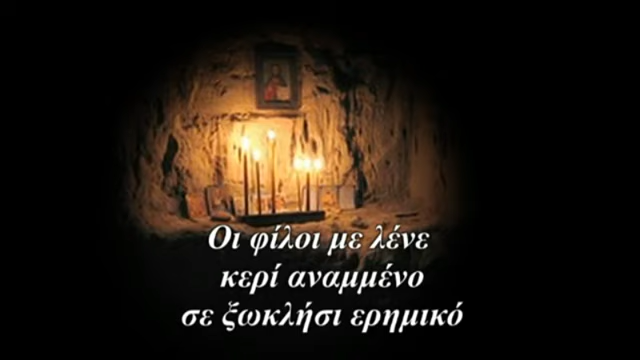 Οι φίλοι με λένε
κερί αναμμένο
σε ξωκλήσι ερημικό